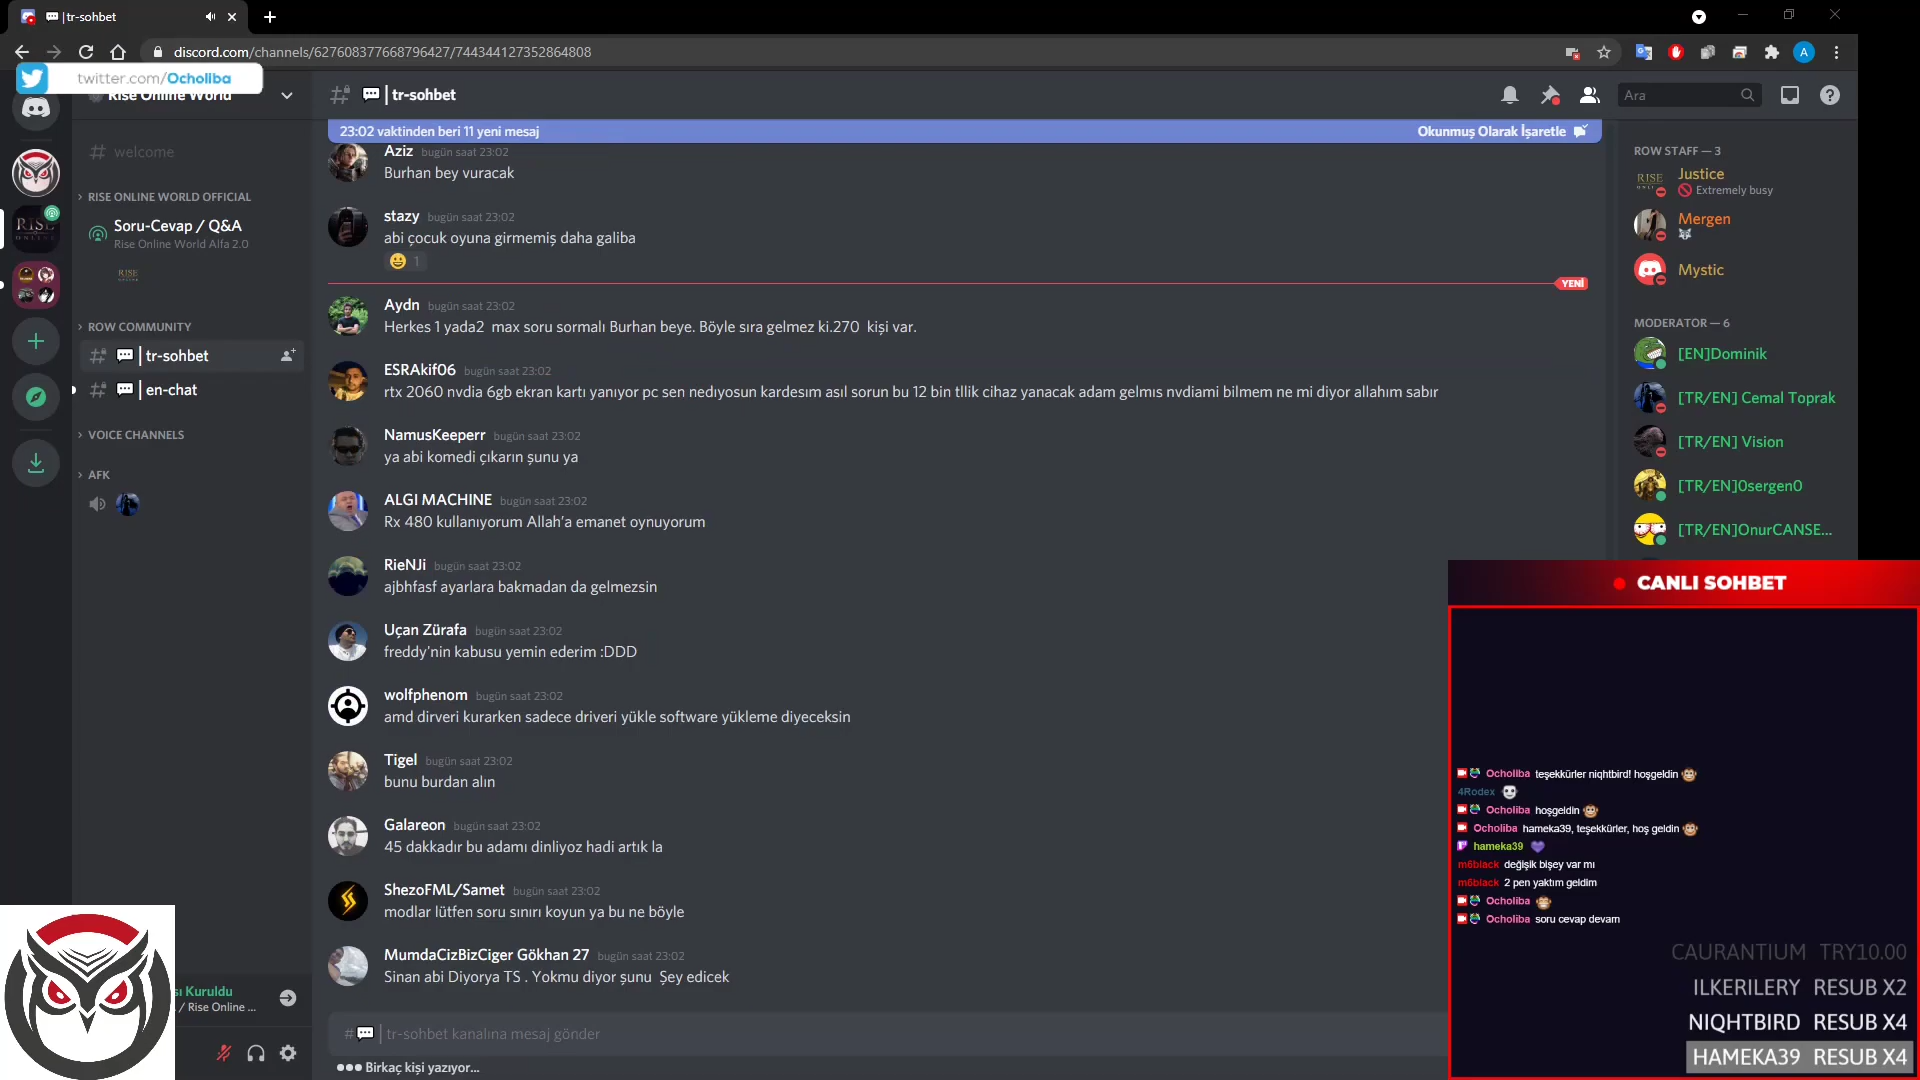 | tr-sohbet
discord.com/channels/627608377668796427/744344127352864808
twitter.com/Ocholiba
Rise Online World
welcome
RISE ONLINE WORLD OFFICIAL
Soru-Cevap / Q&A
Rise Online World Alfa 2.0
RISE
ROW COMMUNITY
| tr-sohbet
| en-chat
VOICE CHANNELS
AFK
sı Kuruldu
/ Rise Online ...
| tr-sohbet
Ara
23:02 vaktinden beri 11 yeni mesaj
Okunmuş Olarak İşaretle
Aziz bugün saat 23:02
Burhan bey vuracak
stazy bugün saat 23:02
abi çocuk oyuna girmemiş daha galiba
1
YENİ
Aydn bugün saat 23:02
Herkes 1 yada2 max soru sormalı Burhan beye. Böyle sıra gelmez ki.270 kişi var.
ESRAkif06 bugün saat 23:02
rtx 2060 nvdia 6gb ekran kartı yanıyor pc sen nedıyosun kardesım asıl sorun bu 12 bin tllik cihaz yanacak adam gelmıs nvdiami bilmem ne mi diyor allahım sabır
NamusKeeperr bugün saat 23:02
ya abi komedi çıkarın şunu ya
ALGI MACHINE bugün saat 23:02
Rx 480 kullanıyorum Allah'a emanet oynuyorum
RieNJi bugün saat 23:02
ajbhfasf ayarlara bakmadan da gelmezsin
Uçan Zürafa bugün saat 23:02
freddy'nin kabusu yemin ederim :DDD
wolfphenom bugün saat 23:02
amd dirveri kurarken sadece driveri yükle software yükleme diyeceksin
Tigel bugün saat 23:02
bunu burdan alın
Galareon bugün saat 23:02
45 dakkadır bu adamı dinliyoz hadi artık la
ShezoFML/Samet bugün saat 23:02
modlar lütfen soru sınırı koyun ya bu ne böyle
MumdaCizBizCiger Gökhan 27 bugün saat 23:02
Sinan abi Diyorya TS . Yokmu diyor şunu Şey edicek
| tr-sohbet kanalına mesaj gönder
Birkaç kişi yazıyor...
ROW STAFF — 3
Justice
Extremely busy
Mergen
Mystic
MODERATOR — 6
[EN]Dominik
[TR/EN] Cemal Toprak
[TR/EN] Vision
[TR/EN]0sergen0
[TR/EN]OnurCANSE...
CANLI SOHBET
Ocholiba teşekkürler niqhtbird! hoşgeldin
4Rodex
Ocholiba hoşgeldin
Ocholiba hameka39, teşekkürler, hoş geldin
hameka39
m6black değişik bişey var mı
m6black 2 pen yaktım geldim
Ocholiba
Ocholiba soru cevap devam
CAURANTIUM TRY10.00
ILKERILERY RESUB X2
NIQHTBIRD RESUB X4
HAMEKA39 RESUB X4